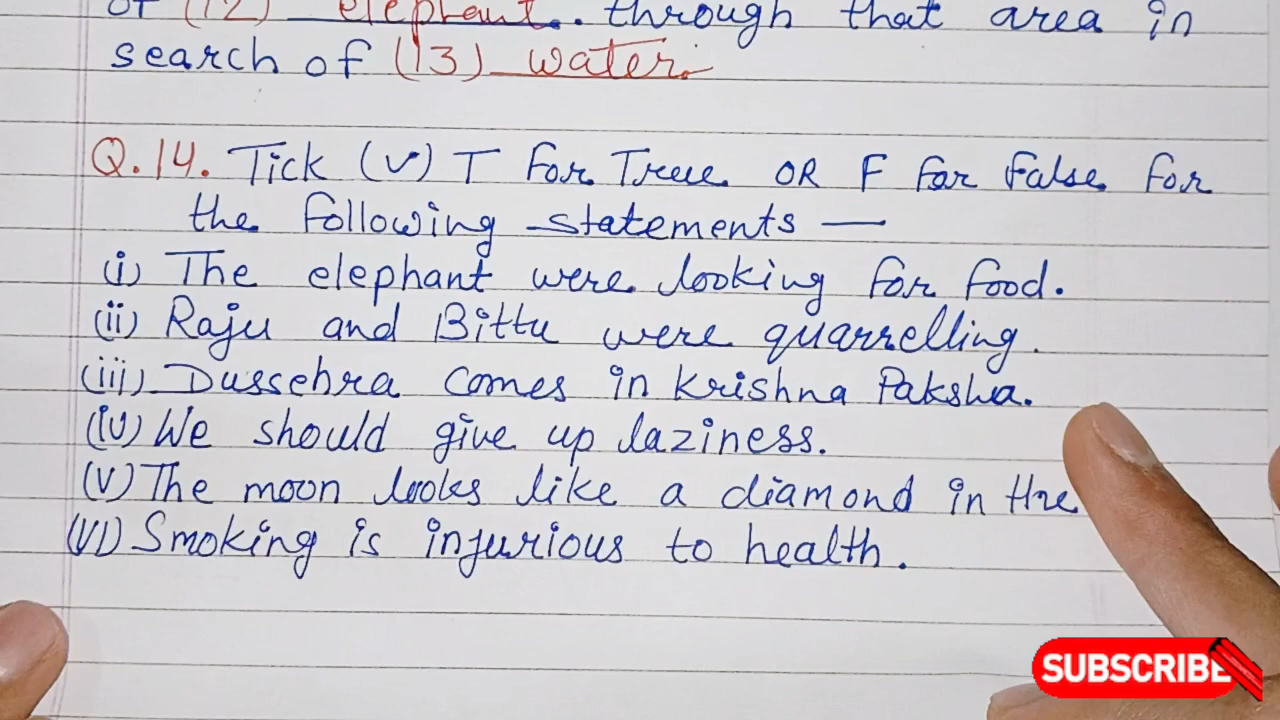 of (12) elephant. through that area in
search of (13) water.
Q.14. Tick (✓) T For True OR F For False For
the Following statements —
(i) The elephant were looking for food.
(ii) Raju and Bittu were quarrelling.
(iii) Dussehra comes in Krishna Paksha.
(iv) We should give up laziness.
(V) The moon looks like a diamond in the
(VI) Smoking is injurious to health.
SUBSCRIBE